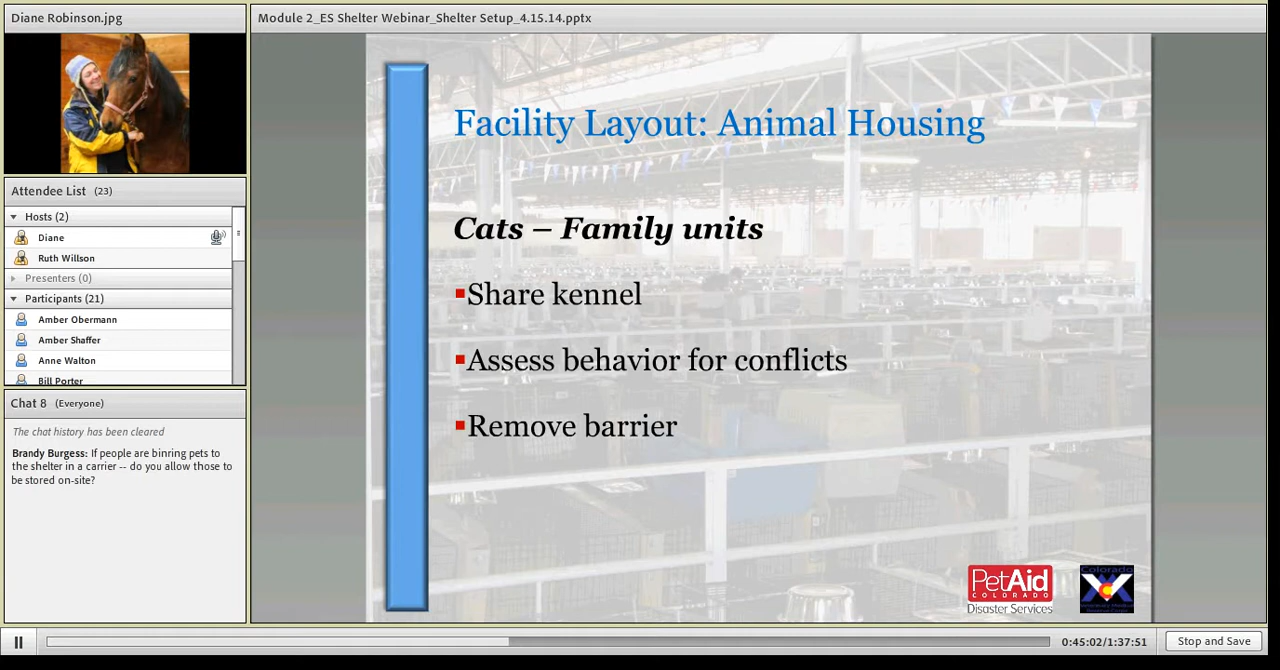 Diane Robinson.jpg
Module 2_ES Shelter Webinar_Shelter Setup_4.15.14.pptx
Attendee List (23)
Hosts (2)
Diane
Ruth Willson
Presenters (0)
Participants (21)
Amber Obermann
Amber Shaffer
Anne Walton
Bill Porter
Chat 8 (Everyone)
The chat history has been cleared
Brandy Burgess: If people are binring pets to
the shelter in a carrier -- do you allow those to
be stored on-site?
Facility Layout: Animal Housing
Cats – Family units
▪Share kennel
▪Assess behavior for conflicts
▪Remove barrier
PetAid
COLORADO
Disaster Services
Colorado
0:45:02/1:37:51
Stop and Save